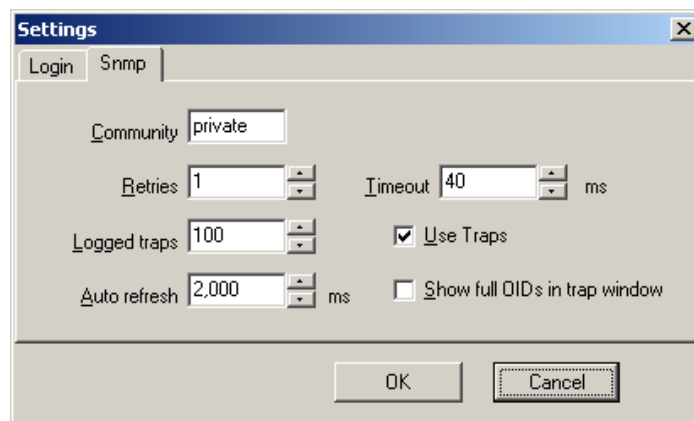 Settings
Login Snmp
Community private
Retries 1 Timeout 40 ms
Logged traps 100 Use Traps
Auto refresh 2,000 ms Show full OIDs in trap window
OK Cancel